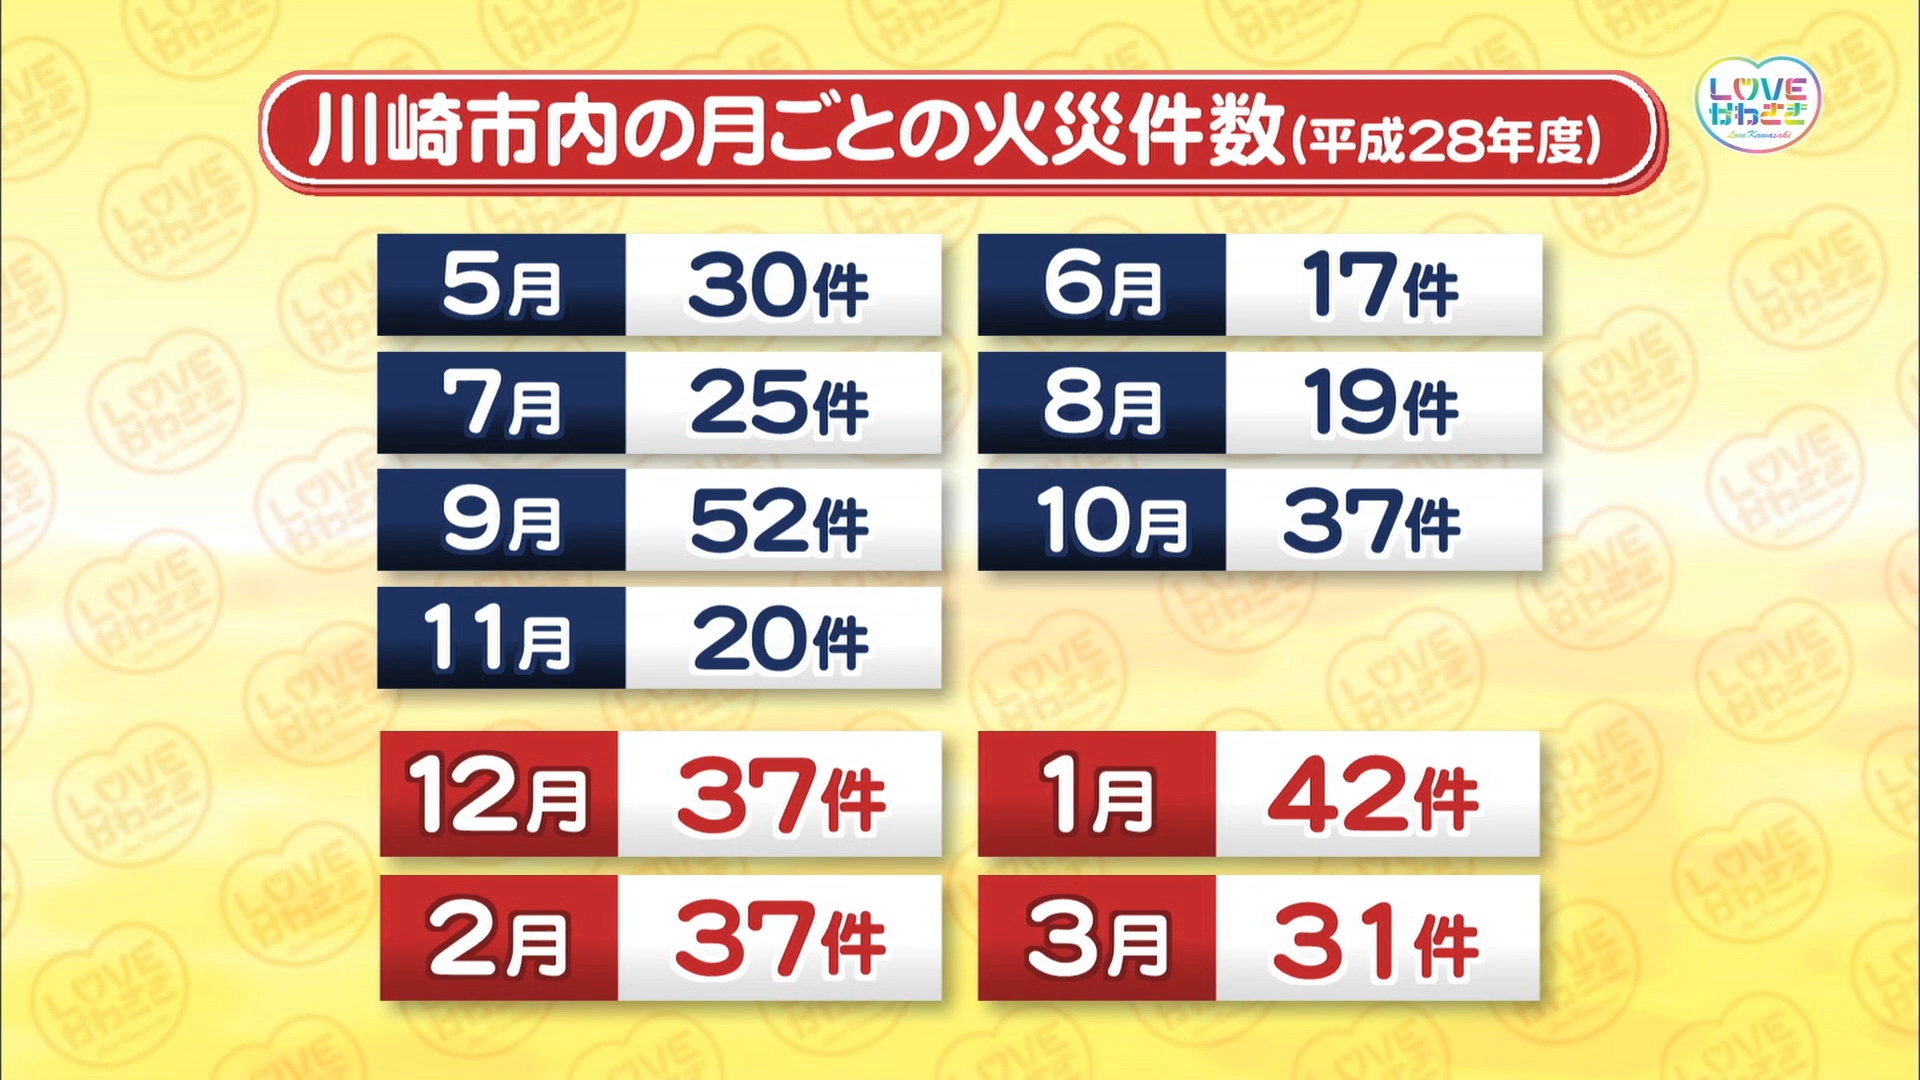 川崎市内の月ごとの火災件数(平成28年度)
LOVE
かわさき
Love Kawasaki
5月 30件 6月 17件
7月 25件 8月 19件
9月 52件 10月 37件
11月 20件
12月 37件 1月 42件
2月 37件 3月 31件